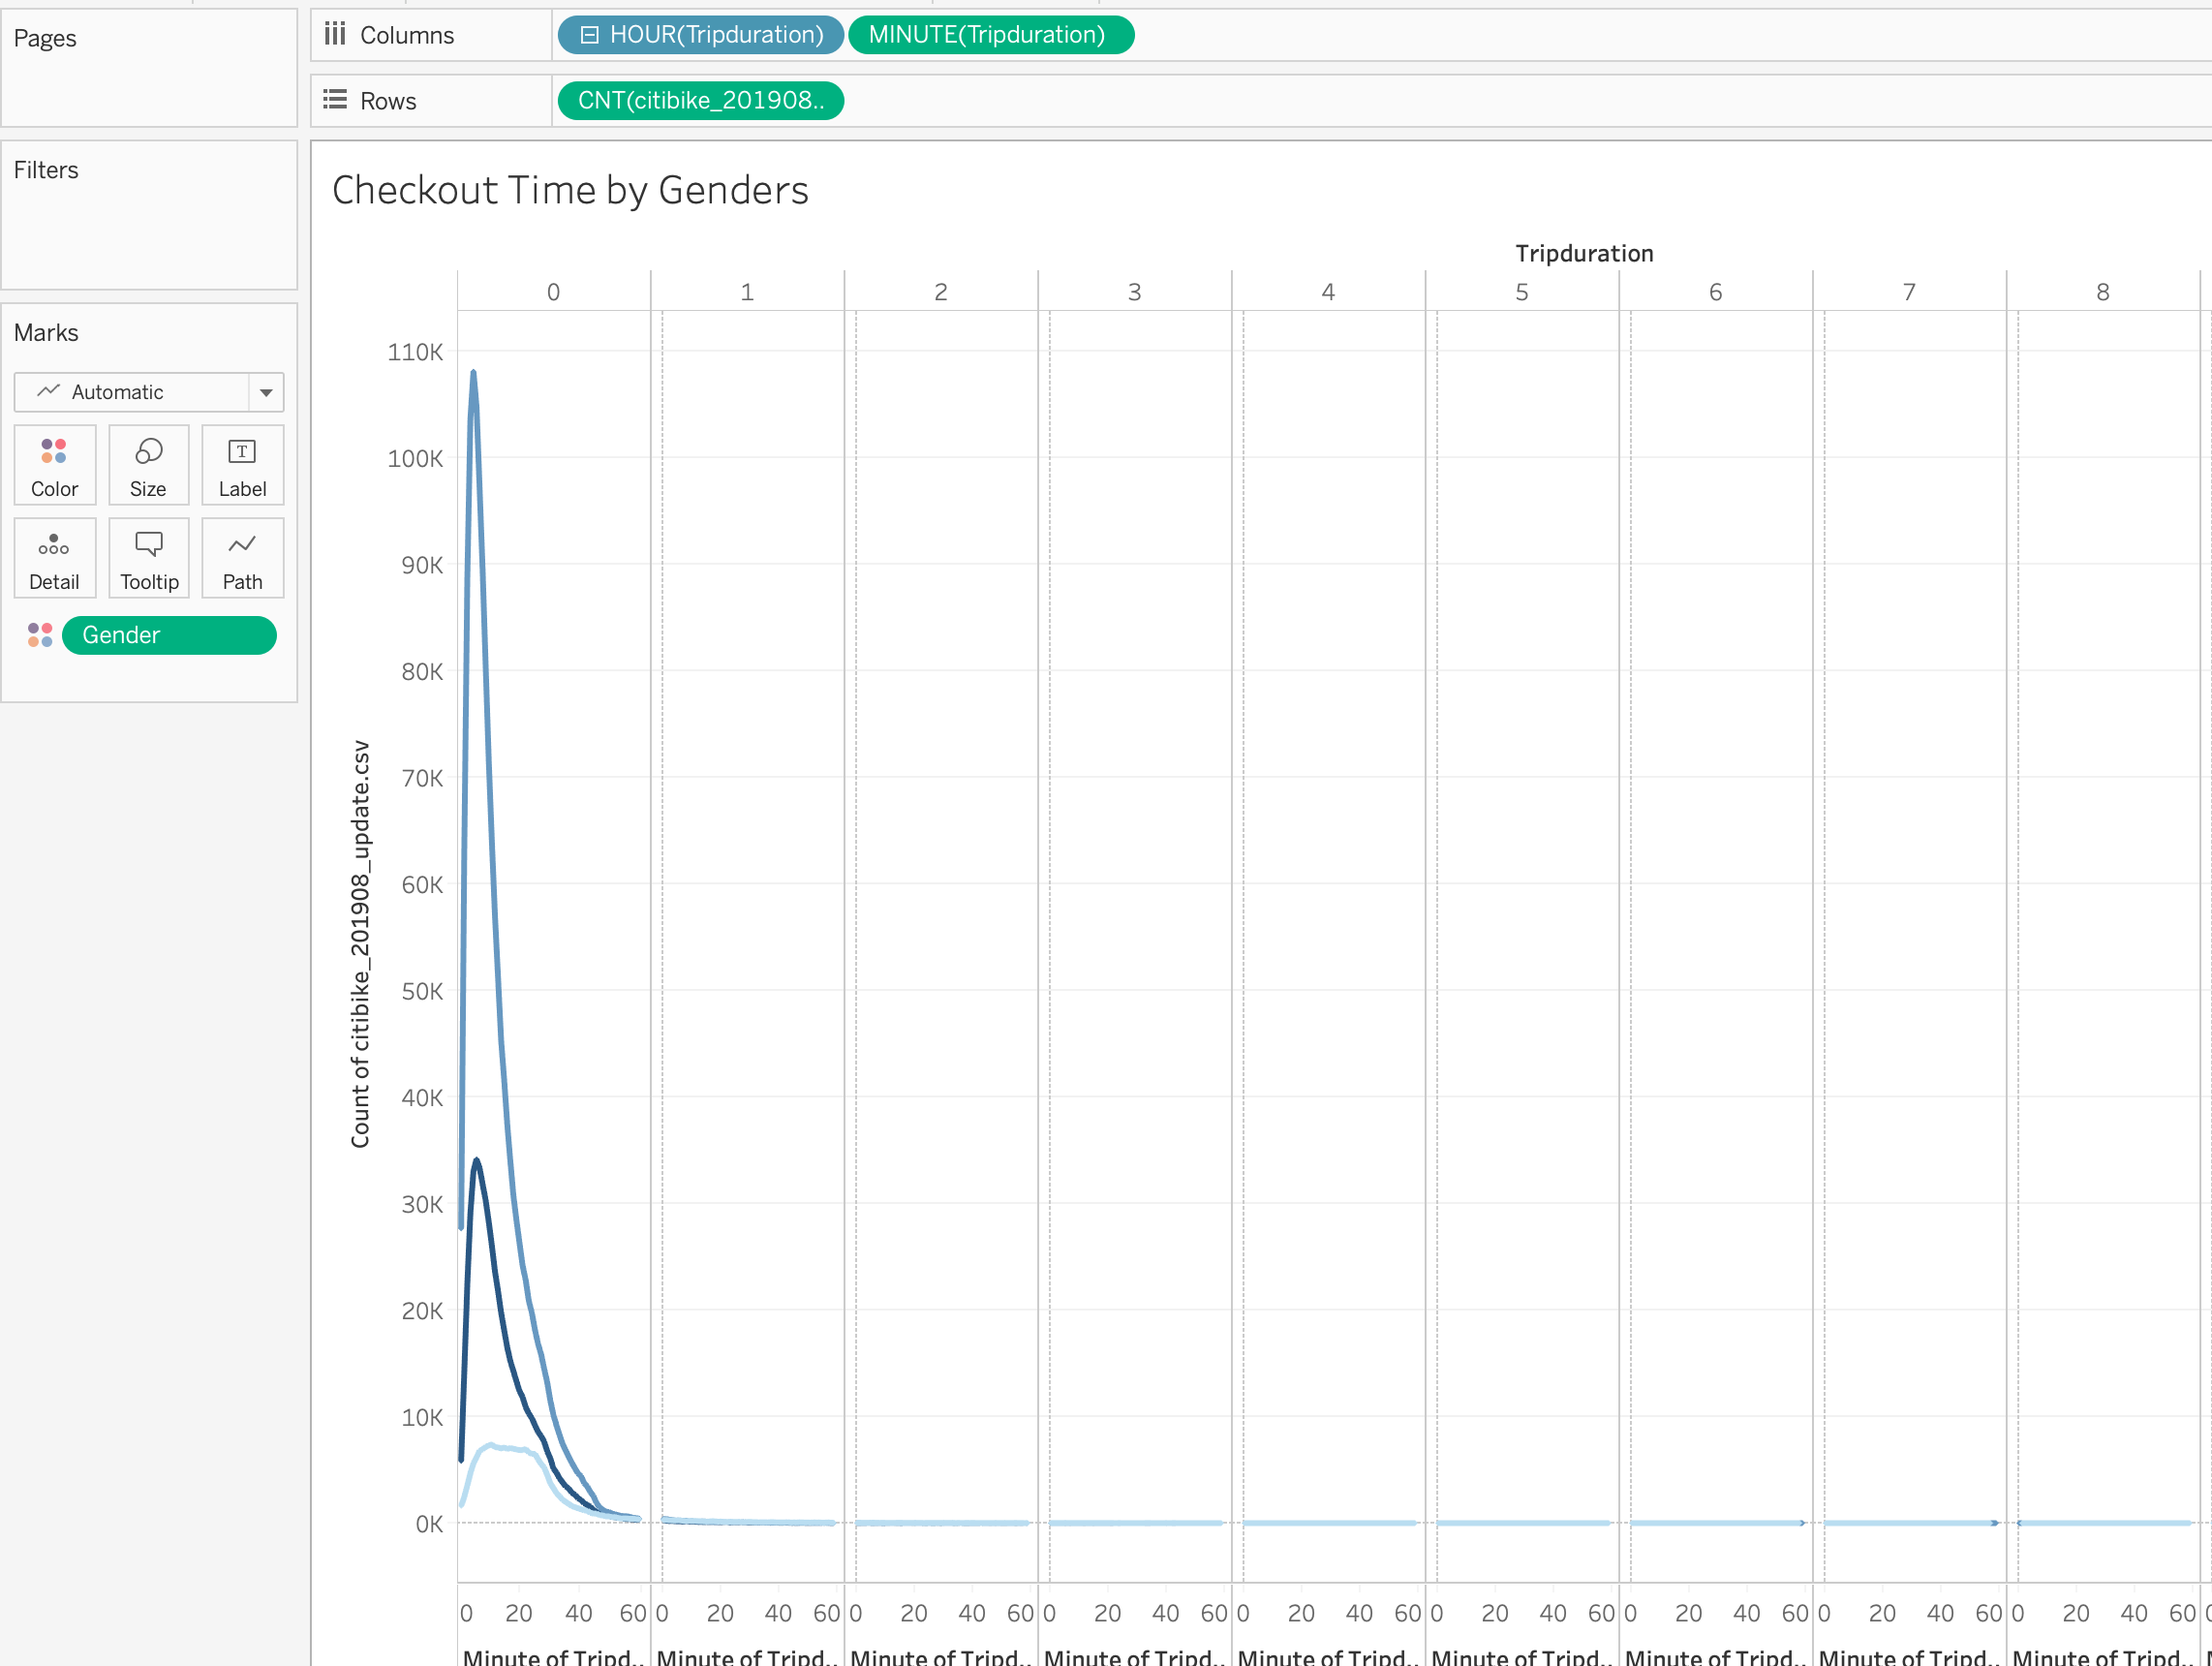 Pages
Columns
HOUR(Tripduration)
MINUTE(Tripduration)
Rows
CNT(citibike_201908..
Filters
Marks
Automatic
Color
Size
T
Label
Detail
Tooltip
Path
Gender
Checkout Time by Genders
Tripduration
0 1 2 3 4 5 6 7 8
110K
100K
90K
80K
70K
60K
50K
40K
30K
20K
10K
0K
Count of citibike_201908_update.csv
0 20 40 60 0 20 40 60 0 20 40 60 0 20 40 60 0 20 40 60 0 20 40 60 0 20 40 60 0 20 40 60 0 20 40 60
Minute of Tripd.. Minute of Tripd.. Minute of Tripd.. Minute of Tripd.. Minute of Tripd.. Minute of Tripd.. Minute of Tripd.. Minute of Tripd.. Minute of Tripd..